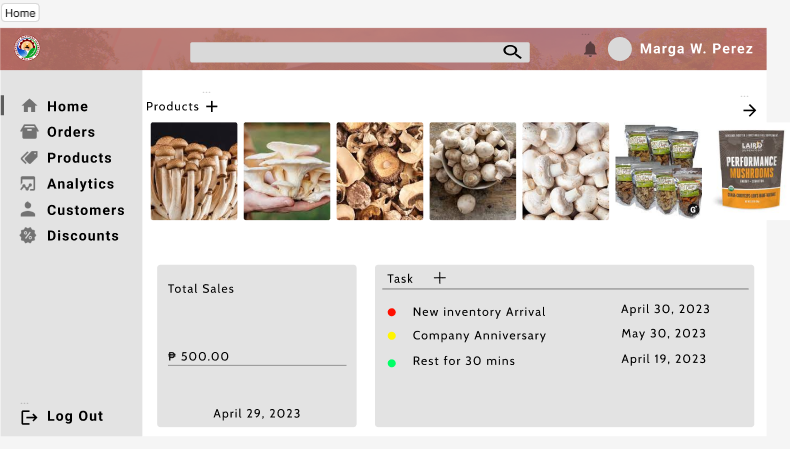 Home
Marga W. Perez
Home
Orders
Products
Analytics
Customers
Discounts
Log Out
Products +
LAIRD
PERFORMANCE
MUSHROOMS
Total Sales
₱ 500.00
April 29, 2023
Task +
New inventory Arrival April 30, 2023
Company Anniversary May 30, 2023
Rest for 30 mins April 19, 2023